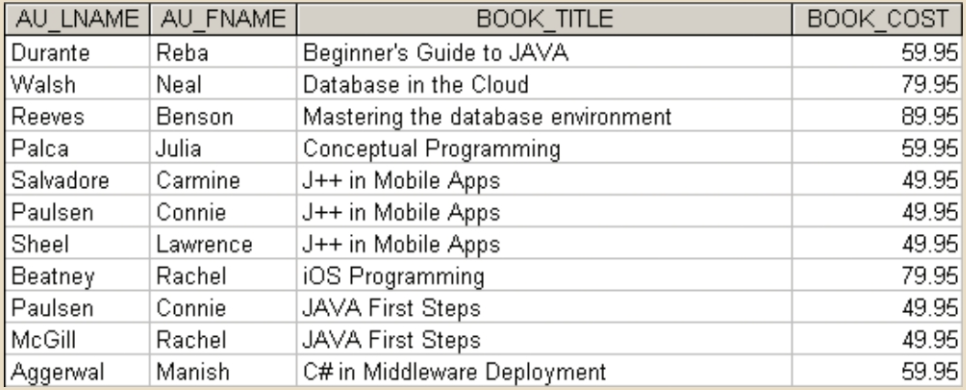 AU_LNAME AU_FNAME BOOK_TITLE BOOK_COST
Durante Reba Beginner's Guide to JAVA 59.95
Walsh Neal Database in the Cloud 79.95
Reeves Benson Mastering the database environment 89.95
Palca Julia Conceptual Programming 59.95
Salvadore Carmine J++ in Mobile Apps 49.95
Paulsen Connie J++ in Mobile Apps 49.95
Sheel Lawrence J++ in Mobile Apps 49.95
Beatney Rachel iOS Programming 79.95
Paulsen Connie JAVA First Steps 49.95
McGill Rachel JAVA First Steps 49.95
Aggerwal Manish C# in Middleware Deployment 59.95